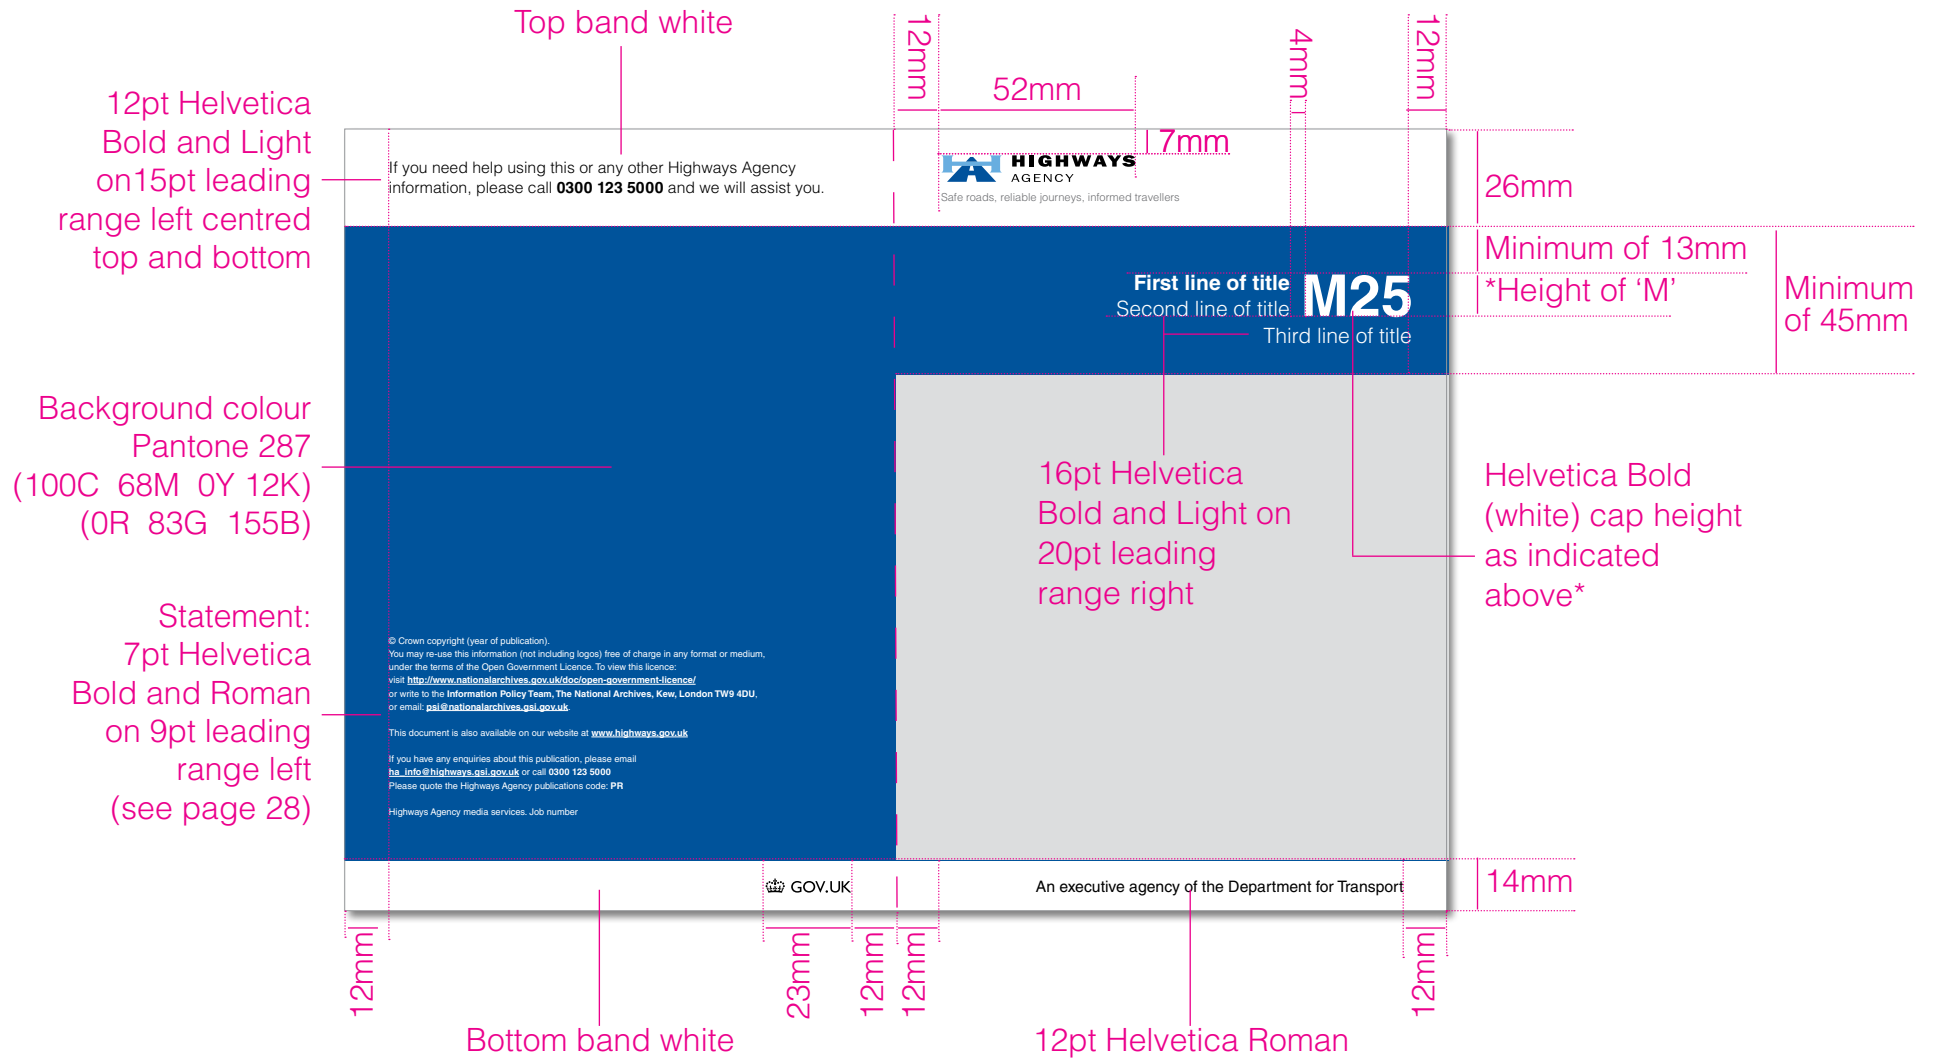 Top band white
12mm
52mm
4mm
12mm
7mm
12pt Helvetica
Bold and Light
on15pt leading
range left centred
top and bottom
If you need help using this or any other Highways Agency
information, please call 0300 123 5000 and we will assist you.
HIGHWAYS
AGENCY
Safe roads, reliable journeys, informed travellers
26mm
Minimum of 13mm
*Height of ‘M’
Minimum
of 45mm
First line of title
Second line of title
M25
Third line of title
Background colour
Pantone 287
(100C 68M 0Y 12K)
(0R 83G 155B)
16pt Helvetica
Bold and Light on
20pt leading
range right
Helvetica Bold
(white) cap height
as indicated
above*
Statement:
7pt Helvetica
Bold and Roman
on 9pt leading
range left
(see page 28)
© Crown copyright (year of publication).
You may re-use this information (not including logos) free of charge in any format or medium,
under the terms of the Open Government Licence. To view this licence:
visit http://www.nationalarchives.gov.uk/doc/open-government-licence/
or write to the Information Policy Team, The National Archives, Kew, London TW9 4DU,
or email: psi@nationalarchives.gsi.gov.uk.
This document is also available on our website at www.highways.gov.uk
If you have any enquiries about this publication, please email
ha_info@highways.gsi.gov.uk or call 0300 123 5000
Please quote the Highways Agency publications code: PR
Highways Agency media services. Job number
GOV.UK
An executive agency of the Department for Transport
14mm
12mm
23mm
12mm
12mm
12mm
Bottom band white
12pt Helvetica Roman